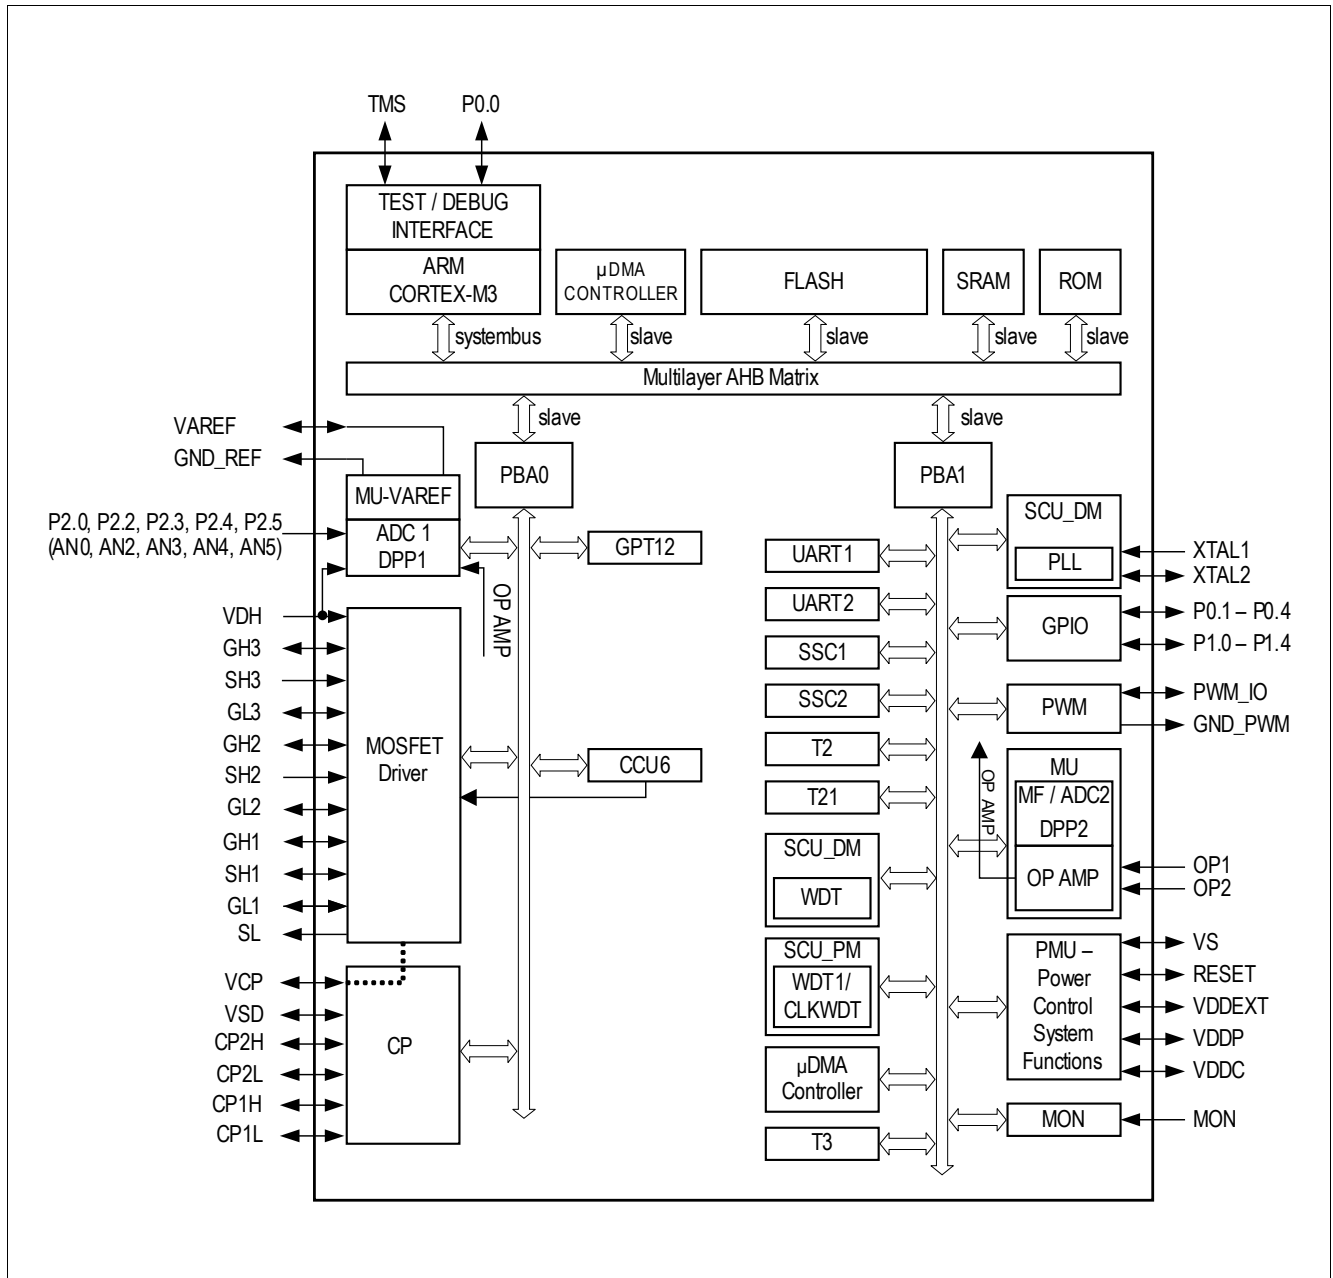 TMS
P0.0
TEST / DEBUG
INTERFACE
ARM
CORTEX-M3
µDMA
CONTROLLER
FLASH
SRAM
ROM
systembus
slave
slave
slave
slave
Multilayer AHB Matrix
slave
slave
VAREF
GND_REF
MU-VAREF
PBA0
PBA1
P2.0, P2.2, P2.3, P2.4, P2.5
(AN0, AN2, AN3, AN4, AN5)
ADC 1
DPP1
GPT12
OP AMP
VDH
GH3
SH3
GL3
GH2
SH2
GL2
GH1
SH1
GL1
SL
MOSFET
Driver
CCU6
VCP
VSD
CP2H
CP2L
CP1H
CP1L
CP
UART1
UART2
SSC1
SSC2
T2
T21
SCU_DM
WDT
SCU_PM
WDT1/
CLKWDT
µDMA
Controller
T3
SCU_DM
PLL
XTAL1
XTAL2
GPIO
P0.1 – P0.4
P1.0 – P1.4
PWM
PWM_IO
GND_PWM
OP AMP
MU
MF / ADC2
DPP2
OP AMP
OP1
OP2
PMU –
Power
Control
System
Functions
VS
RESET
VDDEXT
VDDP
VDDC
MON
MON